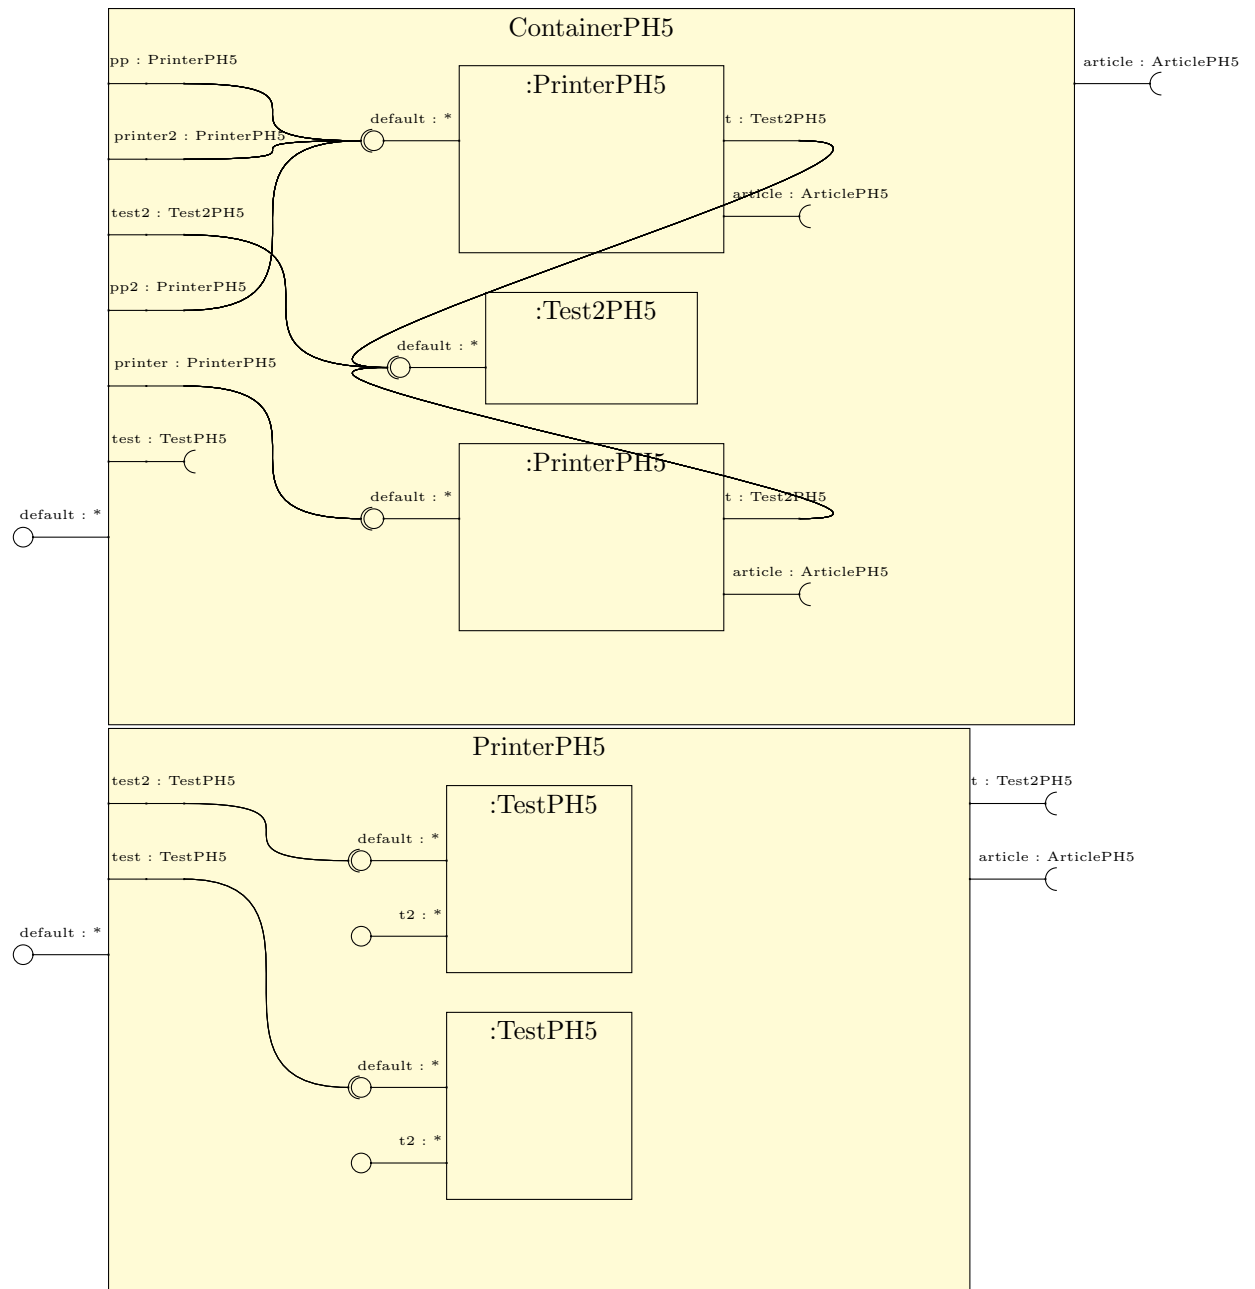 ContainerPH5
pp : PrinterPH5
article : ArticlePH5
:PrinterPH5
default : *
t : Test2PH5
printer2 : PrinterPH5
article : ArticlePH5
test2 : Test2PH5
pp2 : PrinterPH5
:Test2PH5
default : *
printer : PrinterPH5
test : TestPH5
:PrinterPH5
default : *
t : Test2PH5
default : *
article : ArticlePH5
PrinterPH5
test2 : TestPH5
t : Test2PH5
:TestPH5
default : *
test : TestPH5
article : ArticlePH5
t2 : *
default : *
:TestPH5
default : *
t2 : *